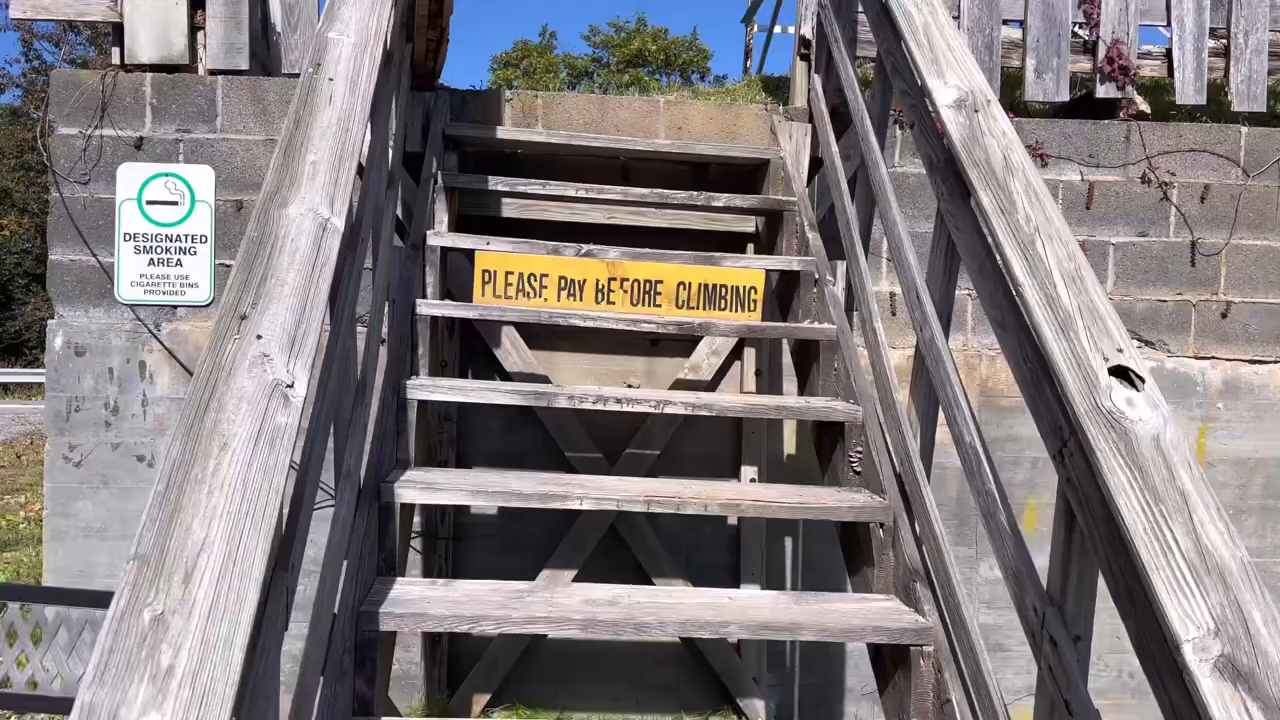 DESIGNATED
SMOKING
AREA
PLEASE USE
CIGARETTE BINS
PROVIDED
PLEASE PAY BEFORE CLIMBING